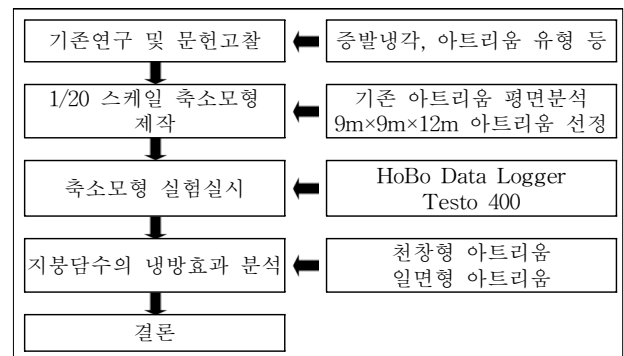 기존연구 및 문헌고찰
증발냉각, 아트리움 유형 등
1/20 스케일 축소모형
제작
기존 아트리움 평면분석
9m×9m×12m 아트리움 선정
축소모형 실험실시
HoBo Data Logger
Testo 400
지붕담수의 냉방효과 분석
천창형 아트리움
일면형 아트리움
결론